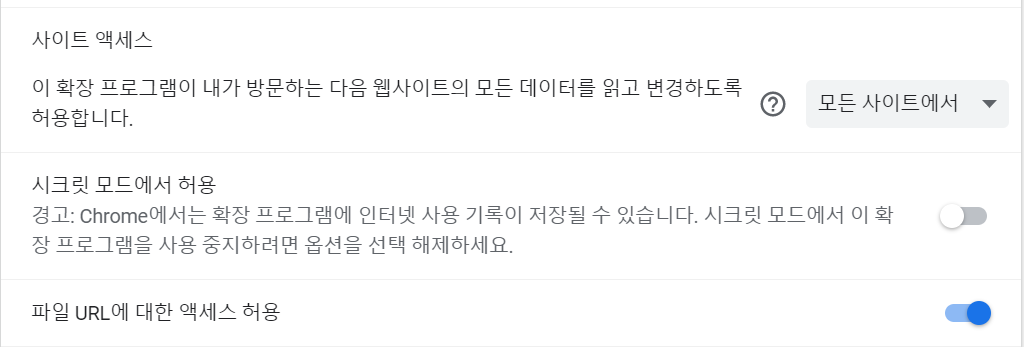 사이트 액세스
이 확장 프로그램이 내가 방문하는 다음 웹사이트의 모든 데이터를 읽고 변경하도록
허용합니다.
모든 사이트에서
시크릿 모드에서 허용
경고: Chrome에서는 확장 프로그램에 인터넷 사용 기록이 저장될 수 있습니다. 시크릿 모드에서 이 확
장 프로그램을 사용 중지하려면 옵션을 선택 해제하세요.
파일 URL에 대한 액세스 허용